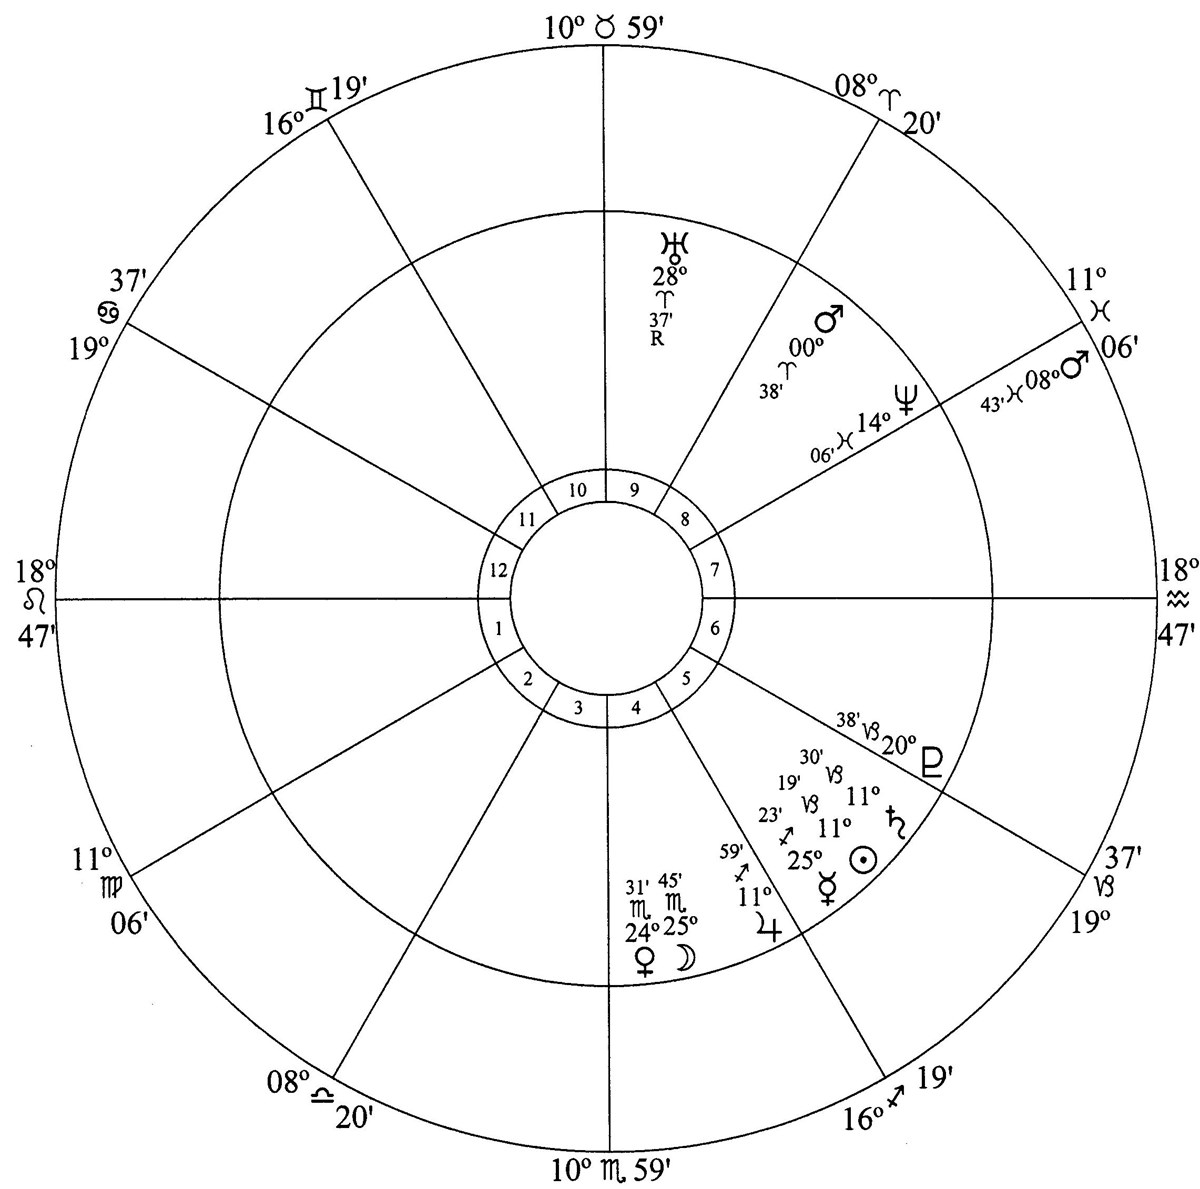 10° ♉ 59'
08° ♈ 20'
16° ♊ 19'
11° ♓ 06'
37' ♋ 19°
18° ♌ 47'
18° ♒ 47'
11° ♍ 06'
37' ♑ 19°
08° ♎ 20'
16° ♐ 19'
10° ♏ 59'
♅
28°
♈
37'
R
♂ 00° ♈ 38'
♆ 14° ♓ 06'
43' ♓ 08° ♂
38' ♑ 20° ♇
30' ♑ 11° ♄
19' ♑ 11° ☉
23' ♐ 25° ☿
59' ♐ 11° ♃
31' ♏ 24° ♀
45' ♏ 25° ☽
10
9
11
8
12
7
1
6
2
5
3
4